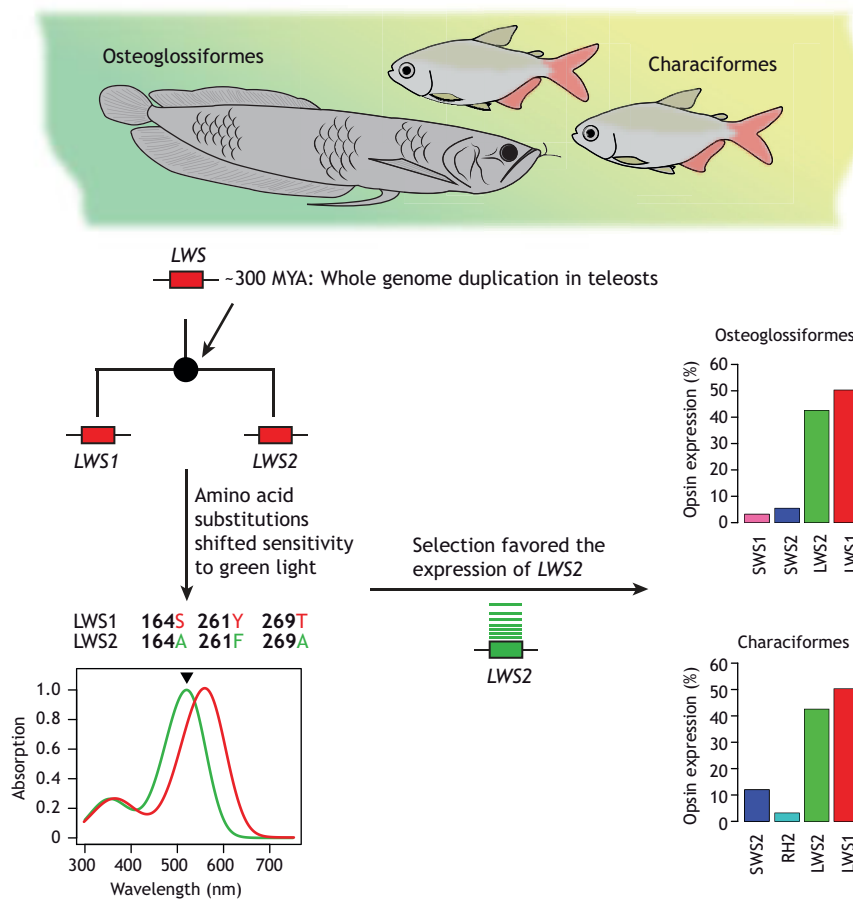 Osteoglossiformes
Characiformes
LWS
~300 MYA: Whole genome duplication in teleosts
LWS1
LWS2
Amino acid
substitutions
shifted sensitivity
to green light
Selection favored the
expression of LWS2
LWS2
LWS1 164S 261Y 269T
LWS2 164A 261F 269A
Absorption
1.0
0.8
0.6
0.4
0.2
0
300 400 500 600 700
Wavelength (nm)
Osteoglossiformes
Opsin expression (%)
60
50
40
30
20
10
0
SWS1
SWS2
LWS2
LWS1
Characiformes
Opsin expression (%)
60
50
40
30
20
10
0
SWS2
RH2
LWS2
LWS1